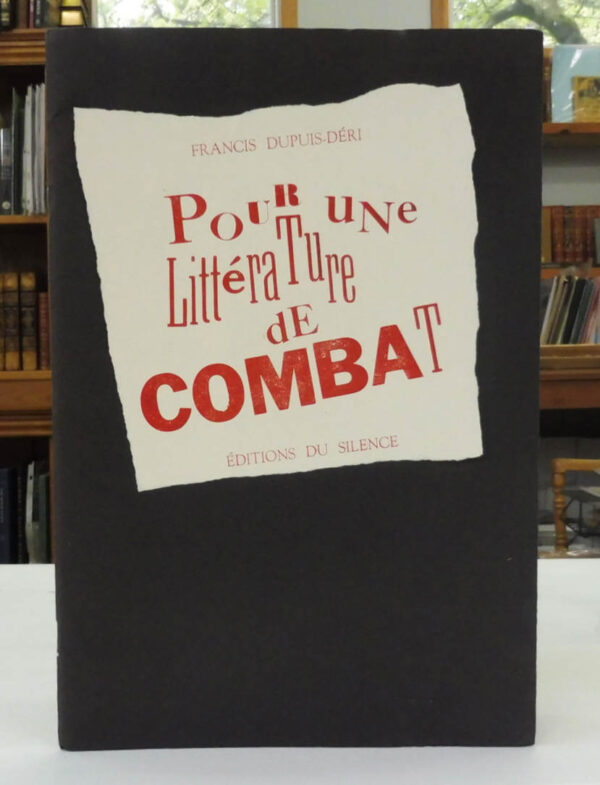 FRANCIS DUPUIS-DÉRI
POUR UNe
LittéraTure
dE
COMBAT
ÉDITIONS DU SILENCE